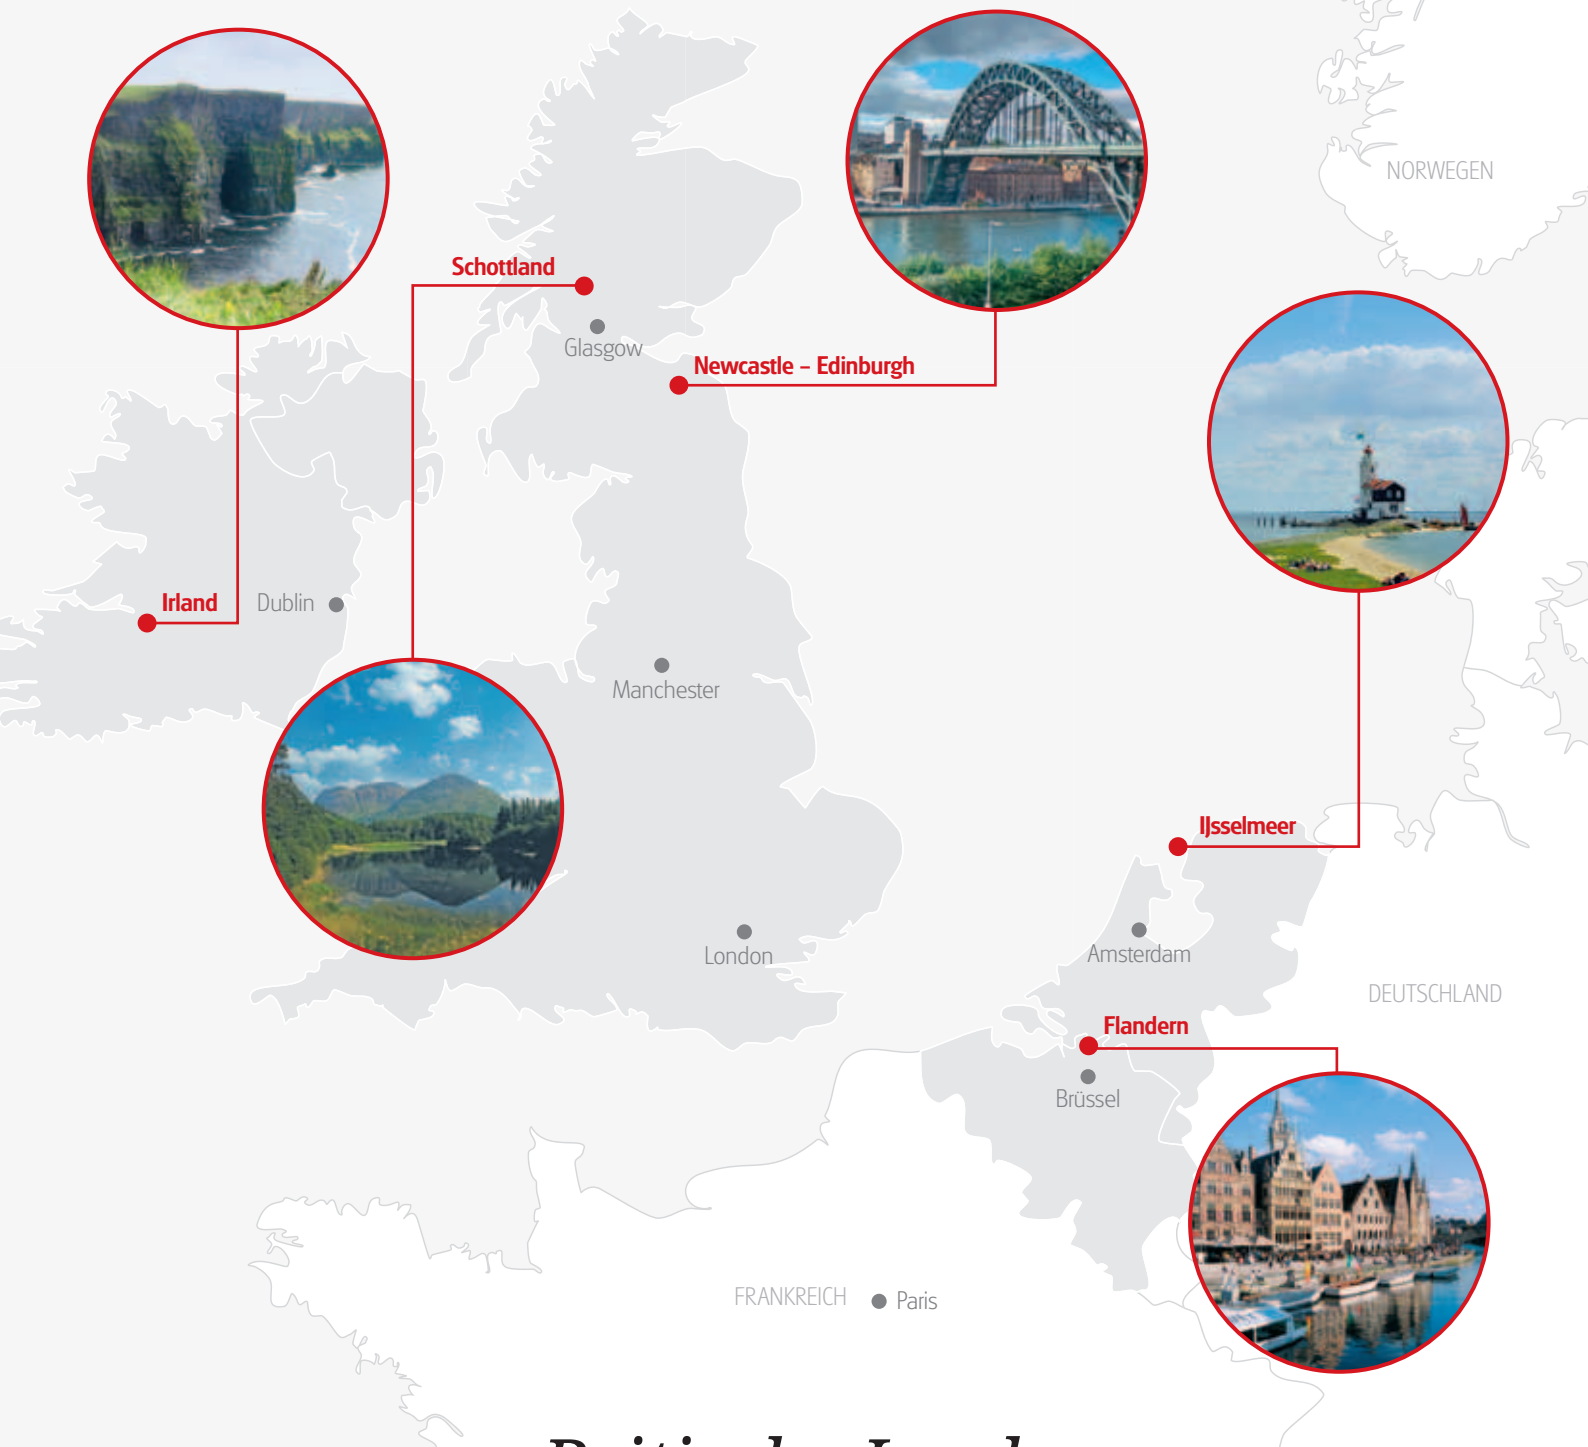 NORWEGEN
Schottland
Glasgow
Newcastle – Edinburgh
Irland
Dublin
Manchester
IJsselmeer
London
Amsterdam
DEUTSCHLAND
Flandern
Brüssel
FRANKREICH
Paris